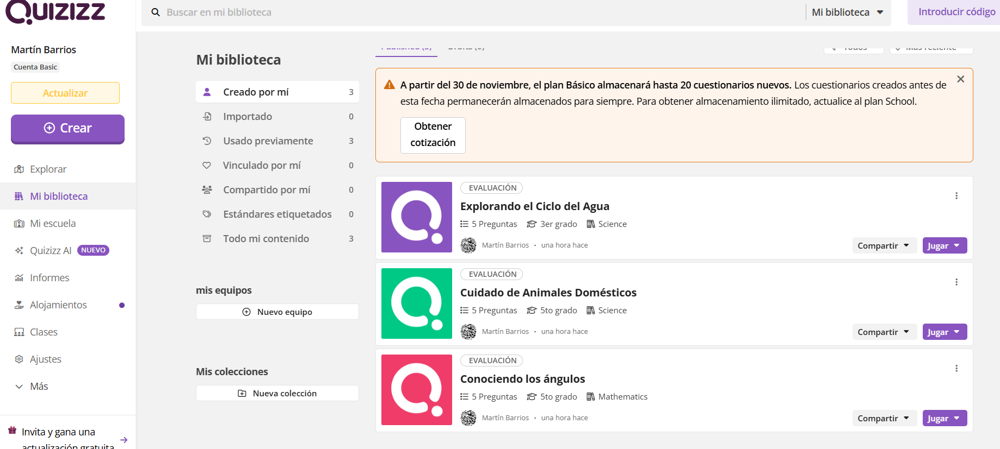 QUIZIZZ
Buscar en mi biblioteca
Mi biblioteca
Introducir código
Martín Barrios
Cuenta Basic
Actualizar
Crear
Explorar
Mi biblioteca
Mi escuela
Quizizz AI NUEVO
Informes
Alojamientos
Clases
Ajustes
Más
Invita y gana una
actualización gratuita
Mi biblioteca
Creado por mí 3
Importado 0
Usado previamente 3
Vinculado por mí 0
Compartido por mí 0
Estándares etiquetados 0
Todo mi contenido 3
mis equipos
Nuevo equipo
Mis colecciones
Nueva colección
Published (3)
Drafts (0)
Todos
Más reciente
A partir del 30 de noviembre, el plan Básico almacenará hasta 20 cuestionarios nuevos. Los cuestionarios creados antes de
esta fecha permanecerán almacenados para siempre. Para obtener almacenamiento ilimitado, actualice al plan School.
Obtener
cotización
EVALUACIÓN
Explorando el Ciclo del Agua
5 Preguntas 3er grado Science
Martín Barrios • una hora hace
Compartir
Jugar
EVALUACIÓN
Cuidado de Animales Domésticos
5 Preguntas 5to grado Science
Martín Barrios • una hora hace
Compartir
Jugar
EVALUACIÓN
Conociendo los ángulos
5 Preguntas 5to grado Mathematics
Martín Barrios • una hora hace
Compartir
Jugar